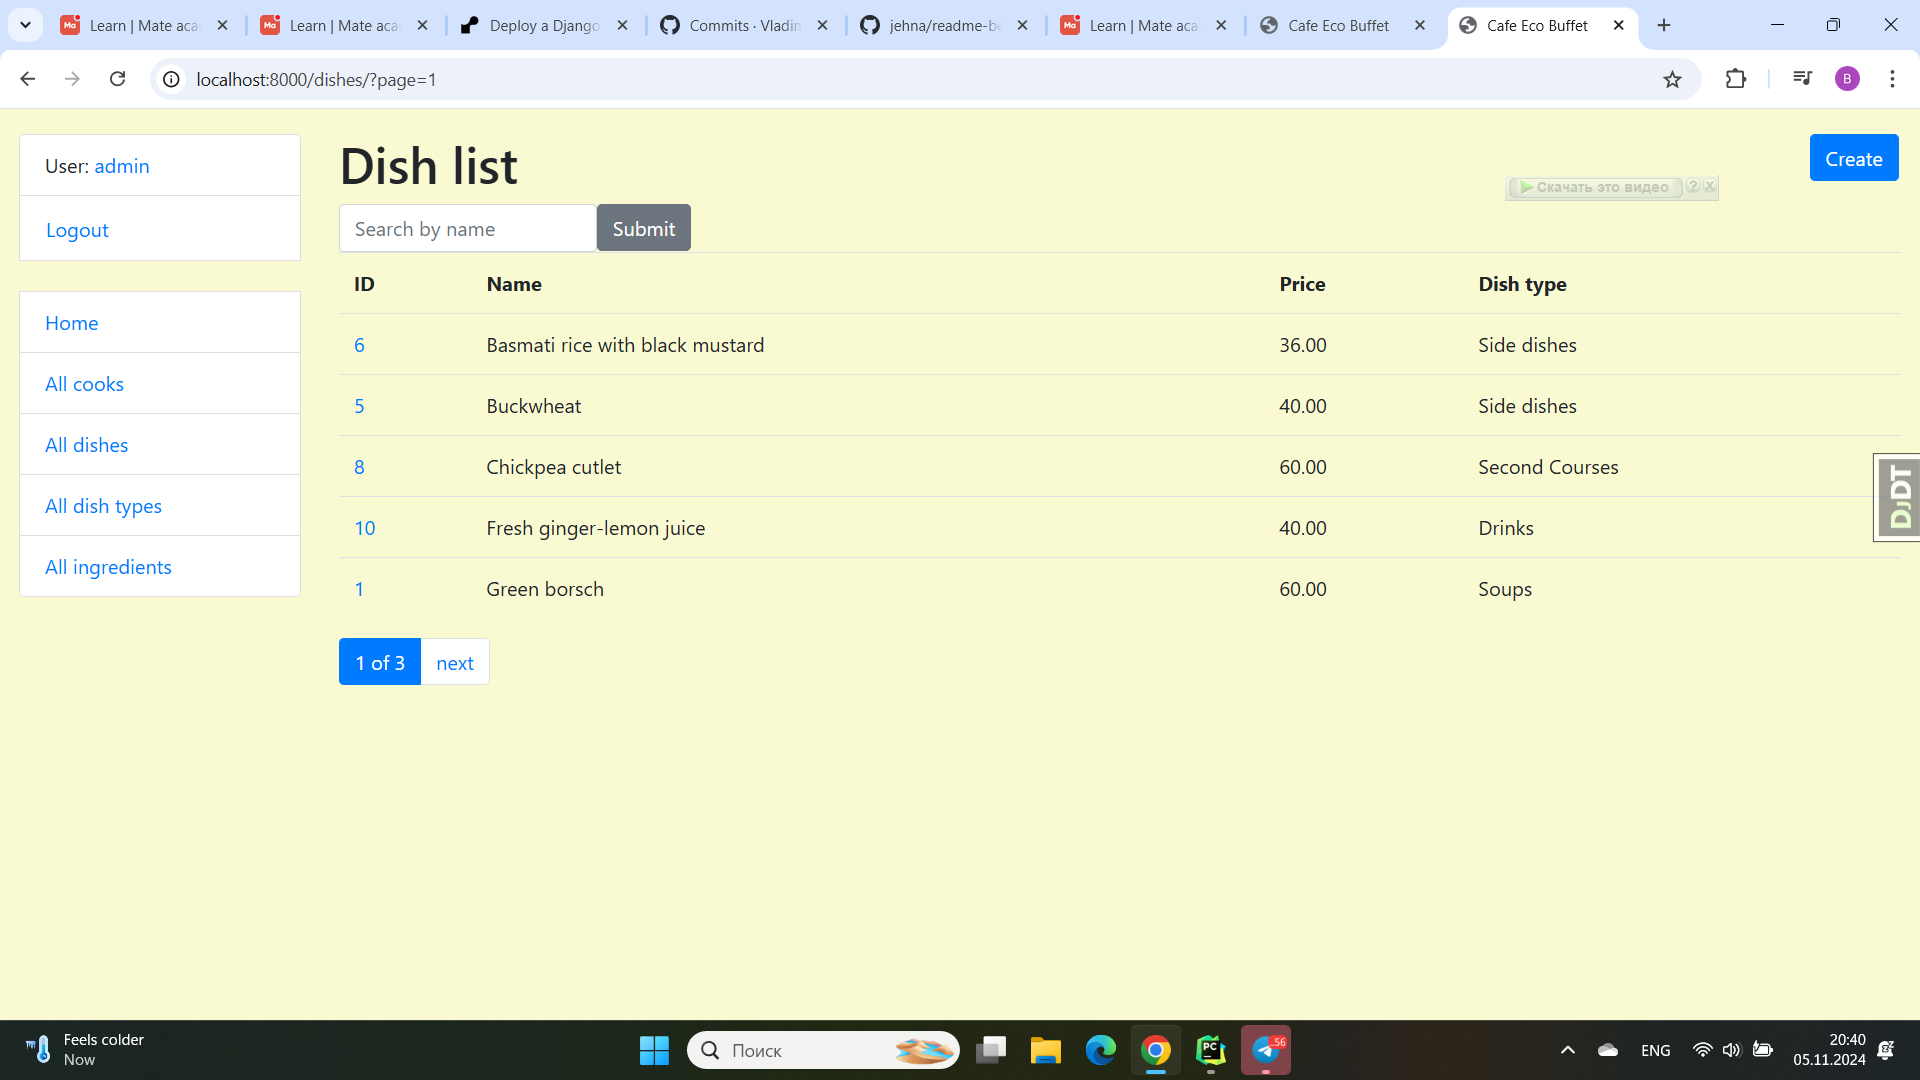 Learn | Mate aca
Learn | Mate aca
Deploy a Django
Commits · Vladim
jehna/readme-be
Learn | Mate aca
Cafe Eco Buffet
Cafe Eco Buffet
localhost:8000/dishes/?page=1
B
User: admin
Logout
Home
All cooks
All dishes
All dish types
All ingredients
Dish list
Create
Скачать это видео ? X
Search by name Submit
ID Name Price Dish type
6 Basmati rice with black mustard 36.00 Side dishes
5 Buckwheat 40.00 Side dishes
8 Chickpea cutlet 60.00 Second Courses
10 Fresh ginger-lemon juice 40.00 Drinks
1 Green borsch 60.00 Soups
1 of 3 next
DJDT
Feels colder
Now
Поиск
PC
..56
ENG
20:40
05.11.2024